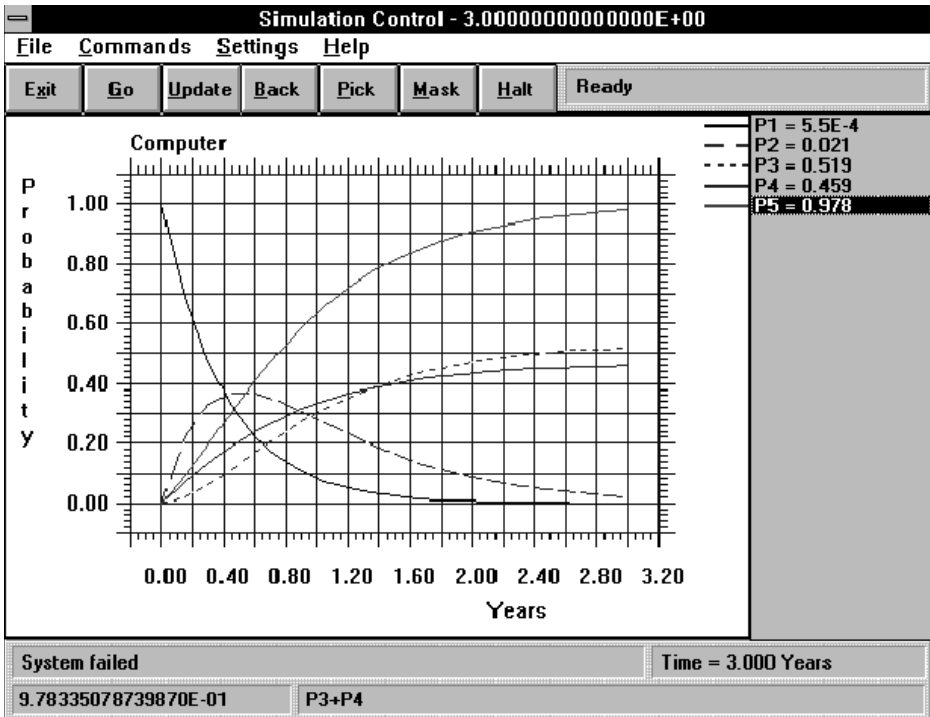 Simulation Control - 3.00000000000000E+00
File Commands Settings Help
Exit Go Update Back Pick Mask Halt Ready
Computer
Probability
1.00
0.80
0.60
0.40
0.20
0.00
0.00 0.40 0.80 1.20 1.60 2.00 2.40 2.80 3.20
Years
P1 = 5.5E-4
P2 = 0.021
P3 = 0.519
P4 = 0.459
P5 = 0.978
System failed Time = 3.000 Years
9.78335078739870E-01 P3+P4